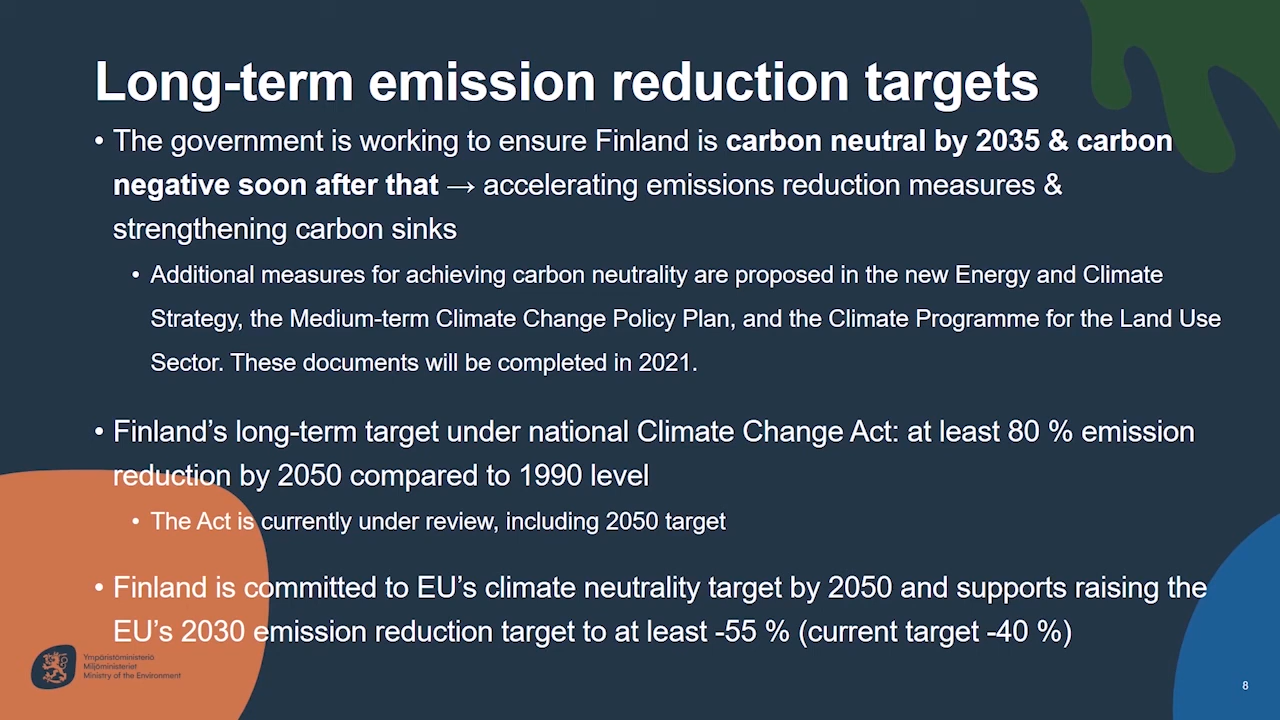 Long-term emission reduction targets
• The government is working to ensure Finland is carbon neutral by 2035 & carbon
negative soon after that → accelerating emissions reduction measures &
strengthening carbon sinks
• Additional measures for achieving carbon neutrality are proposed in the new Energy and Climate
Strategy, the Medium-term Climate Change Policy Plan, and the Climate Programme for the Land Use
Sector. These documents will be completed in 2021.
• Finland’s long-term target under national Climate Change Act: at least 80 % emission
reduction by 2050 compared to 1990 level
• The Act is currently under review, including 2050 target
• Finland is committed to EU’s climate neutrality target by 2050 and supports raising the
EU’s 2030 emission reduction target to at least -55 % (current target -40 %)
Ympäristöministeriö
Miljöministeriet
Ministry of the Environment
8